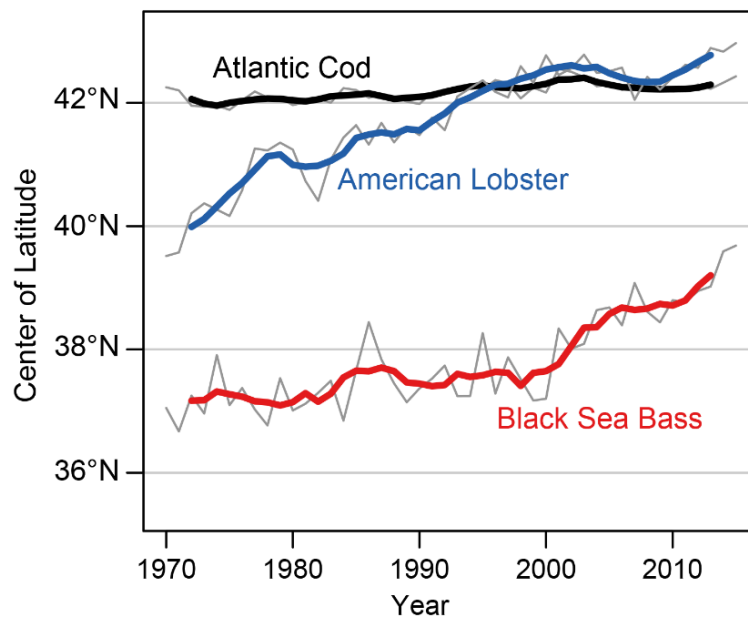 Atlantic Cod
American Lobster
Black Sea Bass
Center of Latitude
42°N
40°N
38°N
36°N
1970 1980 1990 2000 2010
Year